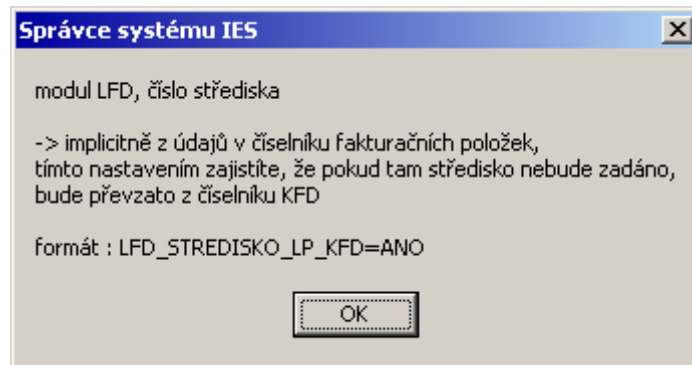 Správce systému IES
modul LFD, číslo střediska
-> implicitně z údajů v číselníku fakturačních položek,
tímto nastavením zajistíte, že pokud tam středisko nebude zadáno,
bude převzato z číselníku KFD
formát : LFD_STREDISKO_LP_KFD=ANO
OK